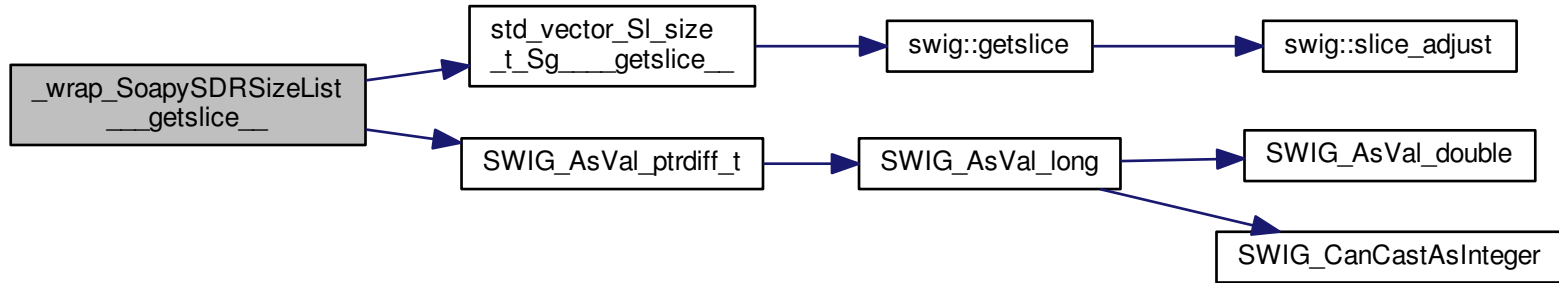 _wrap_SoapySDRSizeList
___getslice__
std_vector_Sl_size
_t_Sg____getslice__
swig::getslice
swig::slice_adjust
SWIG_AsVal_ptrdiff_t
SWIG_AsVal_long
SWIG_AsVal_double
SWIG_CanCastAsInteger